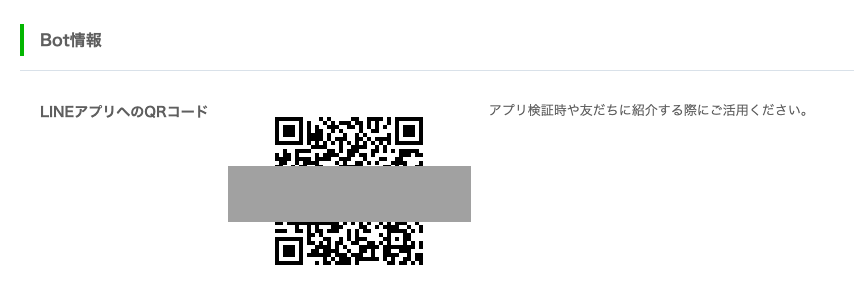 Bot情報
LINEアプリへのQRコード
アプリ検証時や友だちに紹介する際にご活用ください。